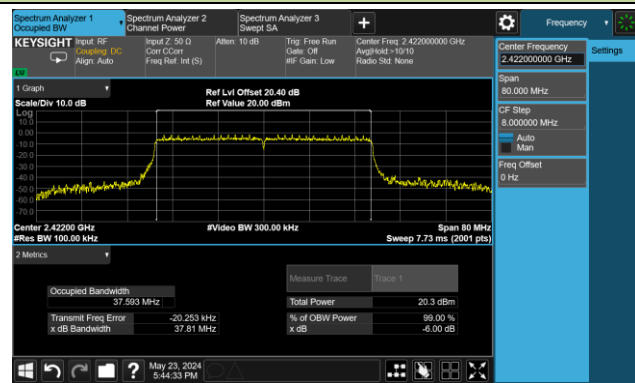 Spectrum Analyzer 1
Occupied BW
Spectrum Analyzer 2
Channel Power
Spectrum Analyzer 3
Swept SA
+
Frequency
KEYSIGHT
Input: RF
Coupling: DC
Align: Auto
Input Z: 50 Ω
Corr CCorr
Freq Ref: Int (S)
Atten: 10 dB
Trig: Free Run
Gate: Off
#IF Gain: Low
Center Freq: 2.422000000 GHz
Avg|Hold:>10/10
Radio Std: None
LU
1 Graph
Scale/Div 10.0 dB
Ref Lvl Offset 20.40 dB
Ref Value 20.00 dBm
Log
10.0
0.00
-10.0
-20.0
-30.0
-40.0
-50.0
-60.0
-70.0
Center 2.42200 GHz
#Res BW 100.00 kHz
#Video BW 300.00 kHz
Span 80 MHz
Sweep 7.73 ms (2001 pts)
2 Metrics
Measure Trace
Trace 1
Occupied Bandwidth
37.593 MHz
Total Power
20.3 dBm
Transmit Freq Error
-20.253 kHz
% of OBW Power
99.00 %
x dB Bandwidth
37.81 MHz
x dB
-6.00 dB
Center Frequency
2.422000000 GHz
Settings
Span
80.000 MHz
CF Step
8.000000 MHz
Auto
Man
Freq Offset
0 Hz
?
May 23, 2024
5:44:33 PM